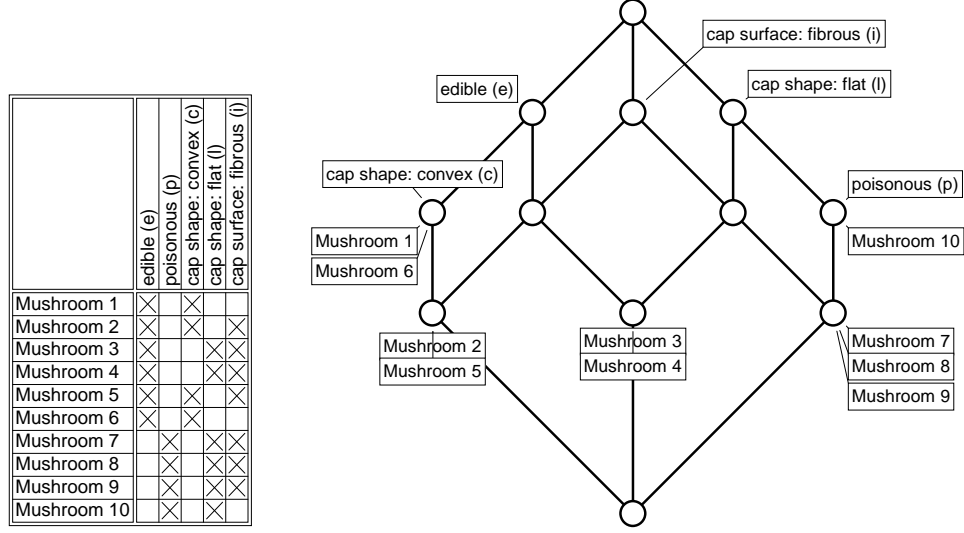 edible (e)
poisonous (p)
cap shape: convex (c)
cap shape: flat (l)
cap surface: fibrous (i)
Mushroom 1
Mushroom 2
Mushroom 3
Mushroom 4
Mushroom 5
Mushroom 6
Mushroom 7
Mushroom 8
Mushroom 9
Mushroom 10
cap surface: fibrous (i)
edible (e)
cap shape: flat (l)
cap shape: convex (c)
poisonous (p)
Mushroom 1
Mushroom 10
Mushroom 6
Mushroom 2
Mushroom 3
Mushroom 7
Mushroom 5
Mushroom 4
Mushroom 8
Mushroom 9